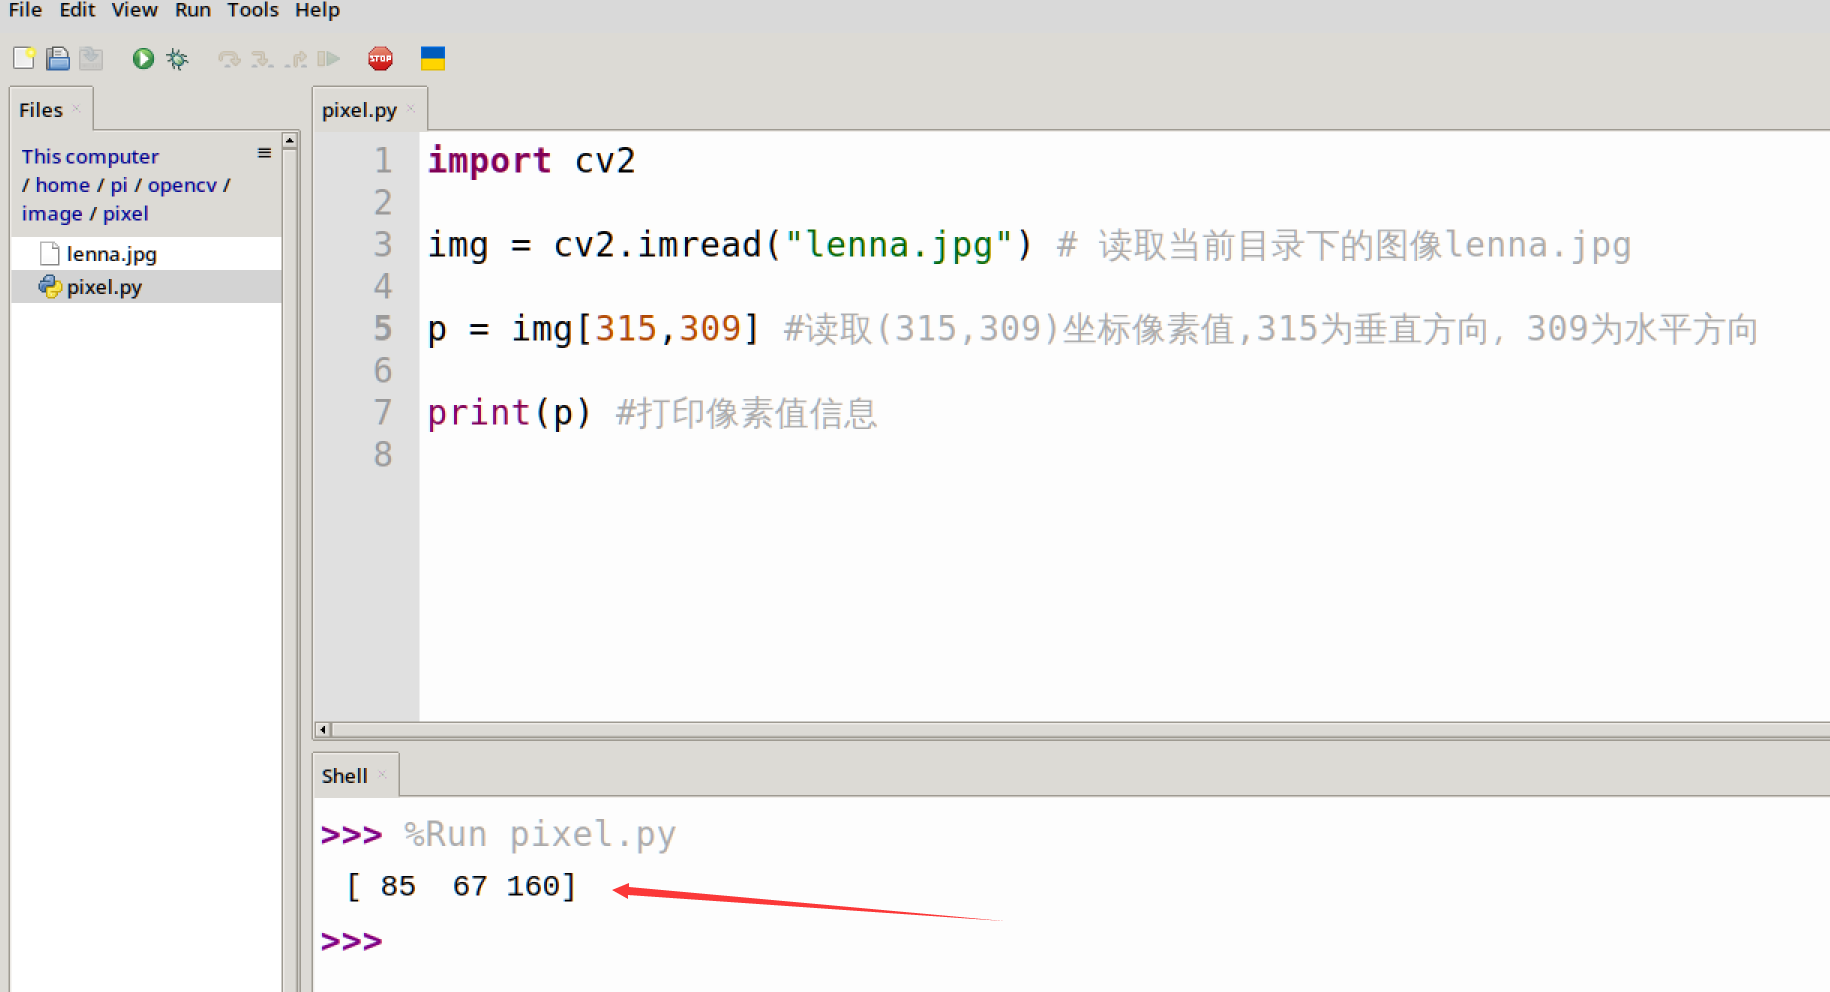 File Edit View Run Tools Help
STOP
Files
This computer
/ home / pi / opencv /
image / pixel
lenna.jpg
pixel.py
pixel.py
1 import cv2
2
3 img = cv2.imread("lenna.jpg") # 读取当前目录下的图像lenna.jpg
4
5 p = img[315,309] #读取(315,309)坐标像素值,315为垂直方向，309为水平方向
6
7 print(p) #打印像素值信息
8
Shell
>>> %Run pixel.py
[ 85  67 160]
>>>